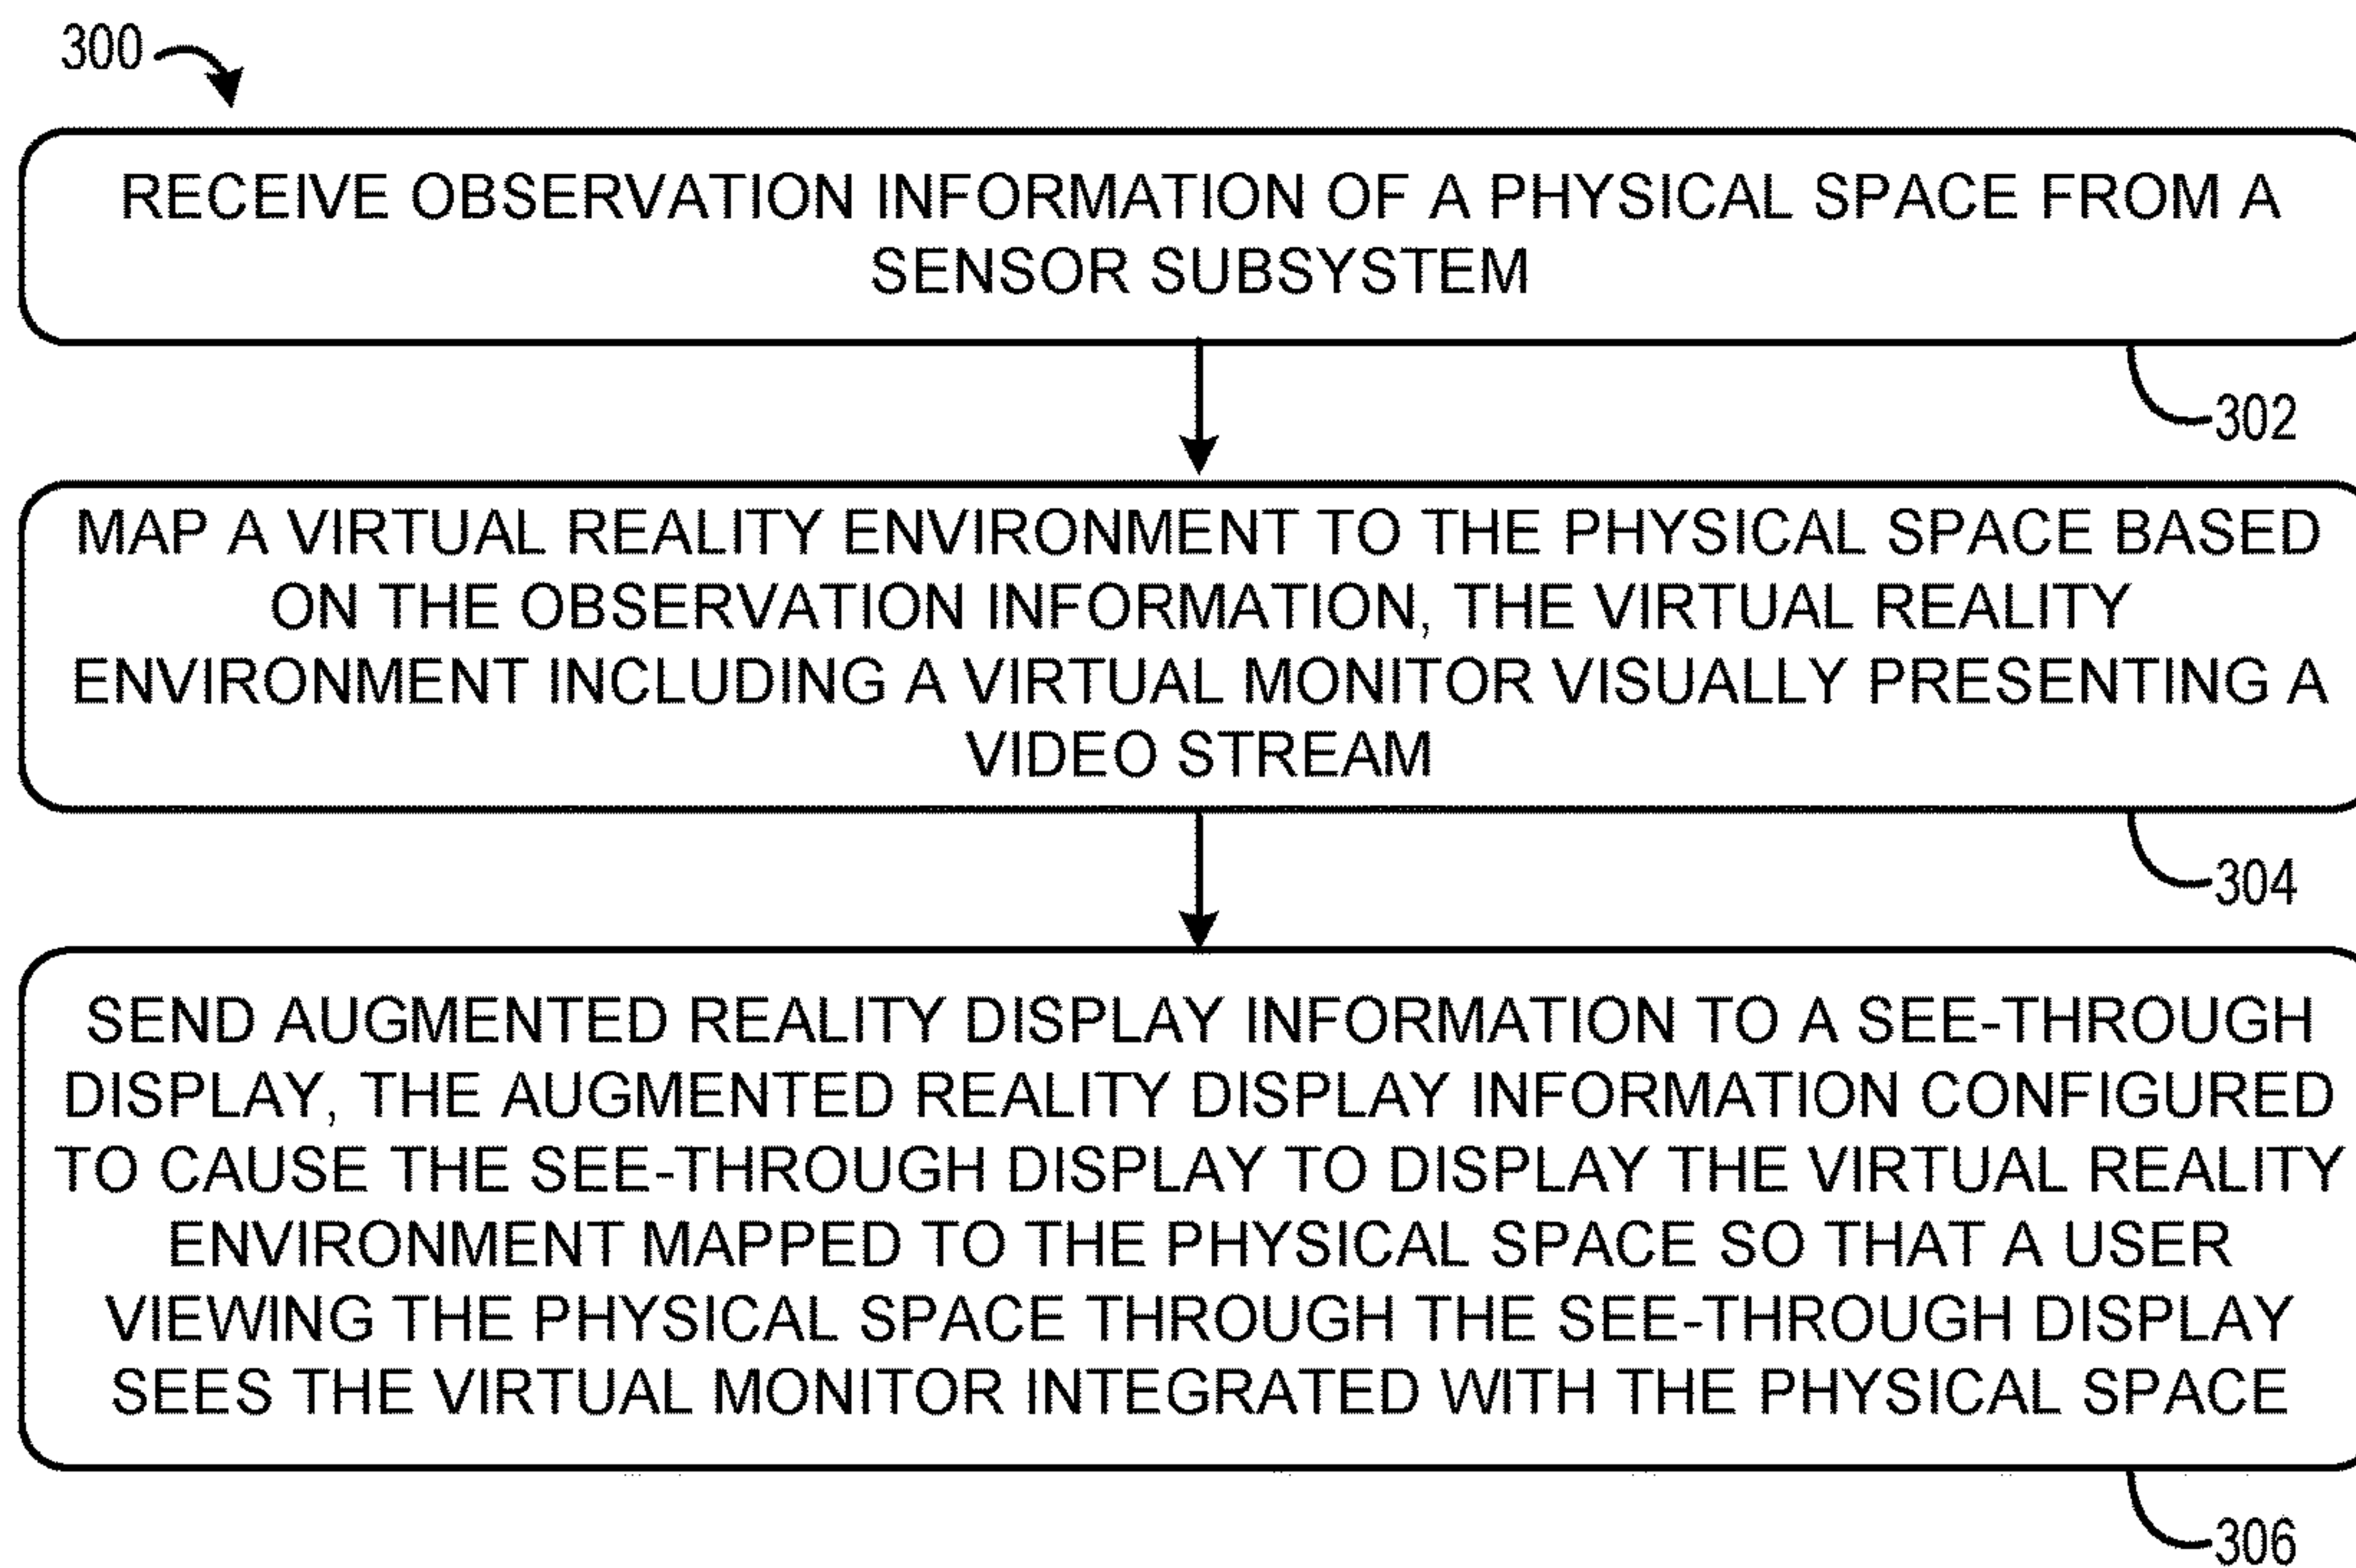 300
RECEIVE OBSERVATION INFORMATION OF A PHYSICAL SPACE FROM A
SENSOR SUBSYSTEM
302
MAP A VIRTUAL REALITY ENVIRONMENT TO THE PHYSICAL SPACE BASED
ON THE OBSERVATION INFORMATION, THE VIRTUAL REALITY
ENVIRONMENT INCLUDING A VIRTUAL MONITOR VISUALLY PRESENTING A
VIDEO STREAM
304
SEND AUGMENTED REALITY DISPLAY INFORMATION TO A SEE-THROUGH
DISPLAY, THE AUGMENTED REALITY DISPLAY INFORMATION CONFIGURED
TO CAUSE THE SEE-THROUGH DISPLAY TO DISPLAY THE VIRTUAL REALITY
ENVIRONMENT MAPPED TO THE PHYSICAL SPACE SO THAT A USER
VIEWING THE PHYSICAL SPACE THROUGH THE SEE-THROUGH DISPLAY
SEES THE VIRTUAL MONITOR INTEGRATED WITH THE PHYSICAL SPACE
306